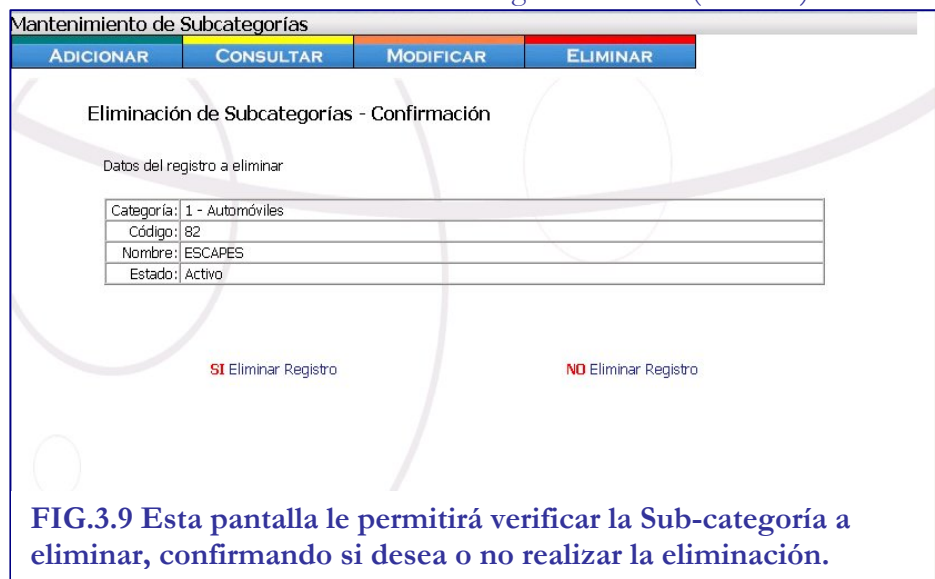 Mantenimiento de Subcategorías
ADICIONAR CONSULTAR MODIFICAR ELIMINAR
Eliminación de Subcategorías - Confirmación
Datos del registro a eliminar
Categoría: 1 - Automóviles
Código: 82
Nombre: ESCAPES
Estado: Activo
SI Eliminar Registro NO Eliminar Registro
FIG.3.9 Esta pantalla le permitirá verificar la Sub-categoría a
eliminar, confirmando si desea o no realizar la eliminación.